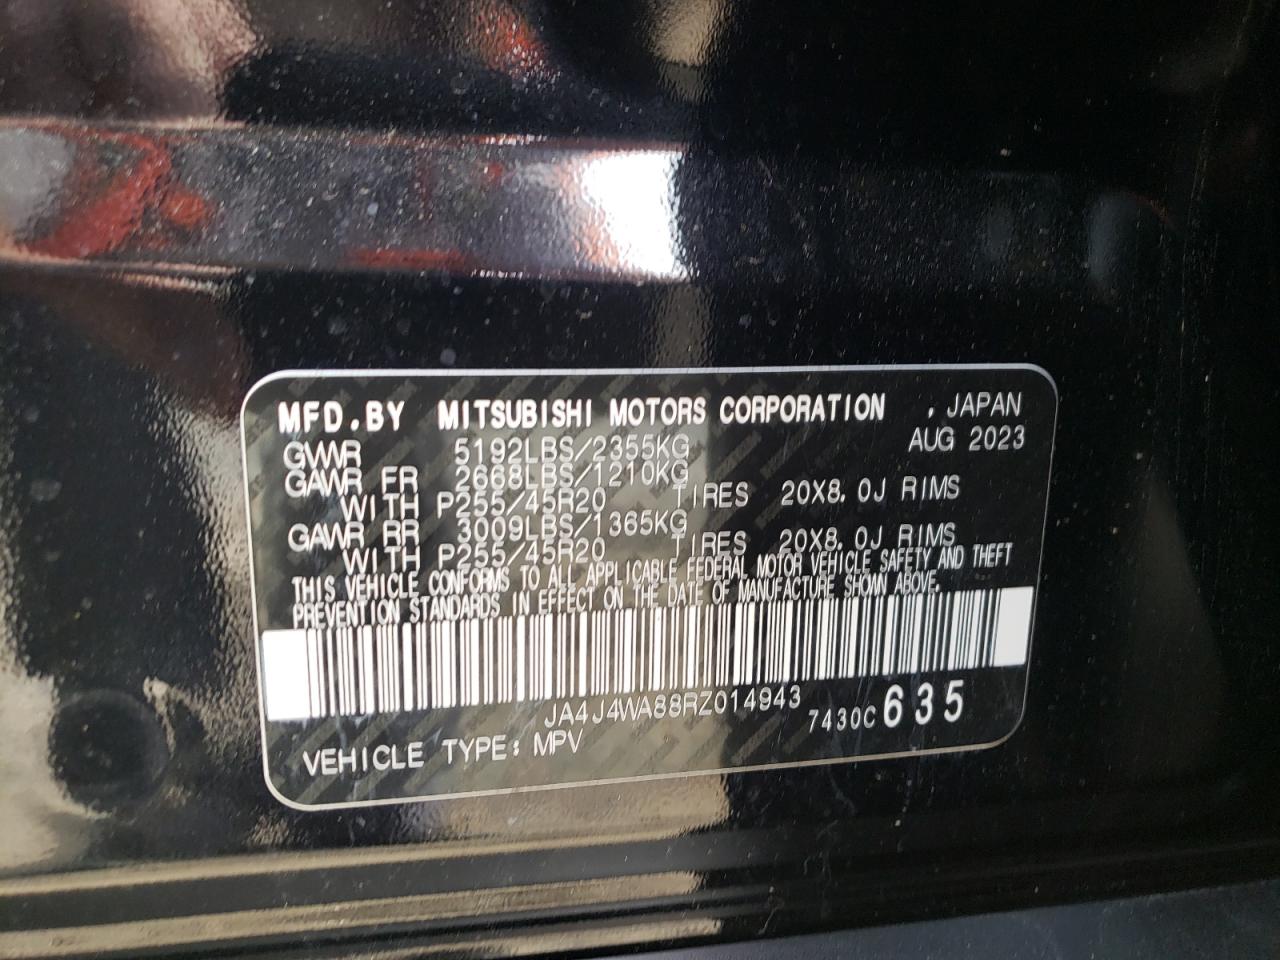 MFD.BY MITSUBISHI MOTORS CORPORATION , JAPAN
AUG 2023
GVWR 5192LBS/2355KG
GAWR FR 2668LBS/1210KG
WITH P255/45R20 TIRES 20X8.0J RIMS
GAWR RR 3009LBS/1365KG
WITH P255/45R20 TIRES 20X8.0J RIMS
THIS VEHICLE CONFORMS TO ALL APPLICABLE FEDERAL MOTOR VEHICLE SAFETY AND THEFT
PREVENTION STANDARDS IN EFFECT ON THE DATE OF MANUFACTURE SHOWN ABOVE.
JA4J4WA88RZ014943 7430C 635
VEHICLE TYPE: MPV